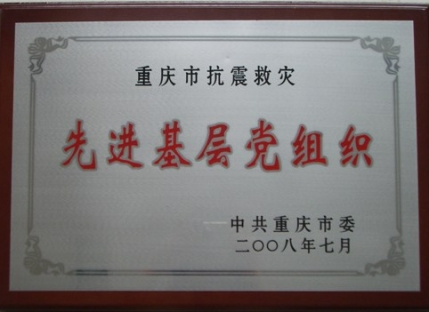 重庆市抗震救灾
先进基层党组织
中共重庆市委
二〇〇八年七月